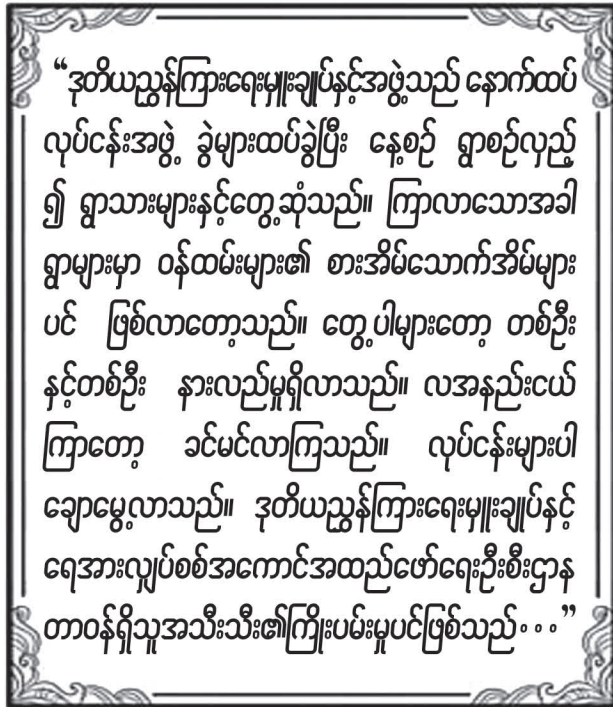 “ဒုတိယညွှန်ကြားရေးမှူးချုပ်နှင့်အဖွဲ့သည် နောက်ထပ်
လုပ်ငန်းအဖွဲ့ ခွဲများထပ်ခွဲပြီး နေ့စဉ် ရွာစဉ်လှည့်
၍ ရွာသားများနှင့်တွေ့ဆုံသည်။ ကြာလာသောအခါ
ရွာများမှာ ဝန်ထမ်းများ၏ စားအိမ်သောက်အိမ်များ
ပင် ဖြစ်လာတော့သည်။ တွေ့ပါများတော့ တစ်ဦး
နှင့်တစ်ဦး နားလည်မှုရှိလာသည်။ လအနည်းငယ်
ကြာတော့ ခင်မင်လာကြသည်။ လုပ်ငန်းများပါ
ချောမွေ့လာသည်။ ဒုတိယညွှန်ကြားရေးမှူးချုပ်နှင့်
ရေအားလျှပ်စစ်အကောင်အထည်ဖော်ရေးဦးစီးဌာန
တာဝန်ရှိသူအသီးသီး၏ကြိုးပမ်းမှုပင်ဖြစ်သည်...”